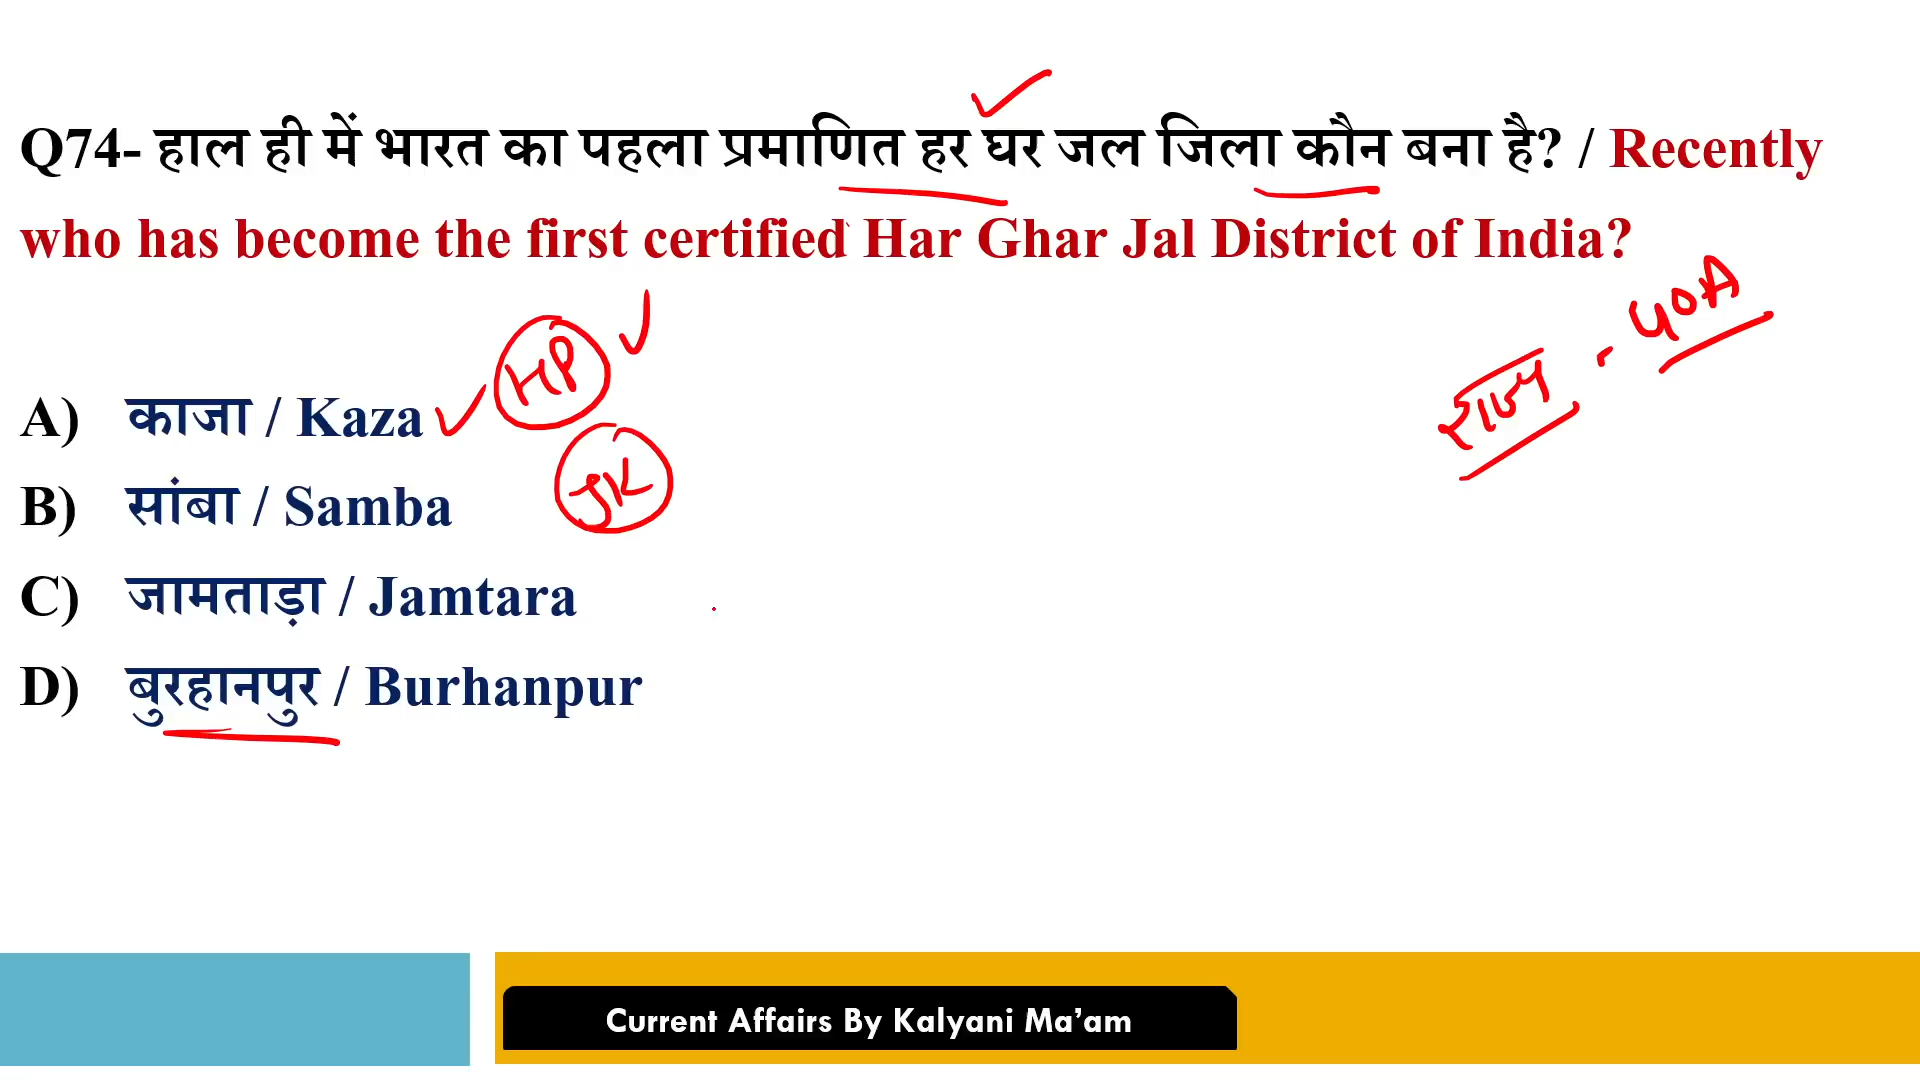 Q74- हाल ही में भारत का पहला प्रमाणित हर घर जल जिला कौन बना है? / Recently
who has become the first certified Har Ghar Jal District of India?
राज्य - GOA
A) काजा / Kaza HP
B) सांबा / Samba JK
C) जामताड़ा / Jamtara
D) बुरहानपुर / Burhanpur
Current Affairs By Kalyani Ma’am